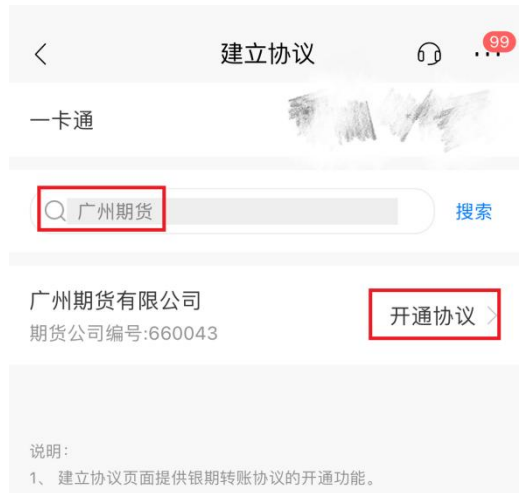 建立协议
99
一卡通
广州期货
搜索
广州期货有限公司
开通协议
期货公司编号:660043
说明:
1、 建立协议页面提供银期转账协议的开通功能。